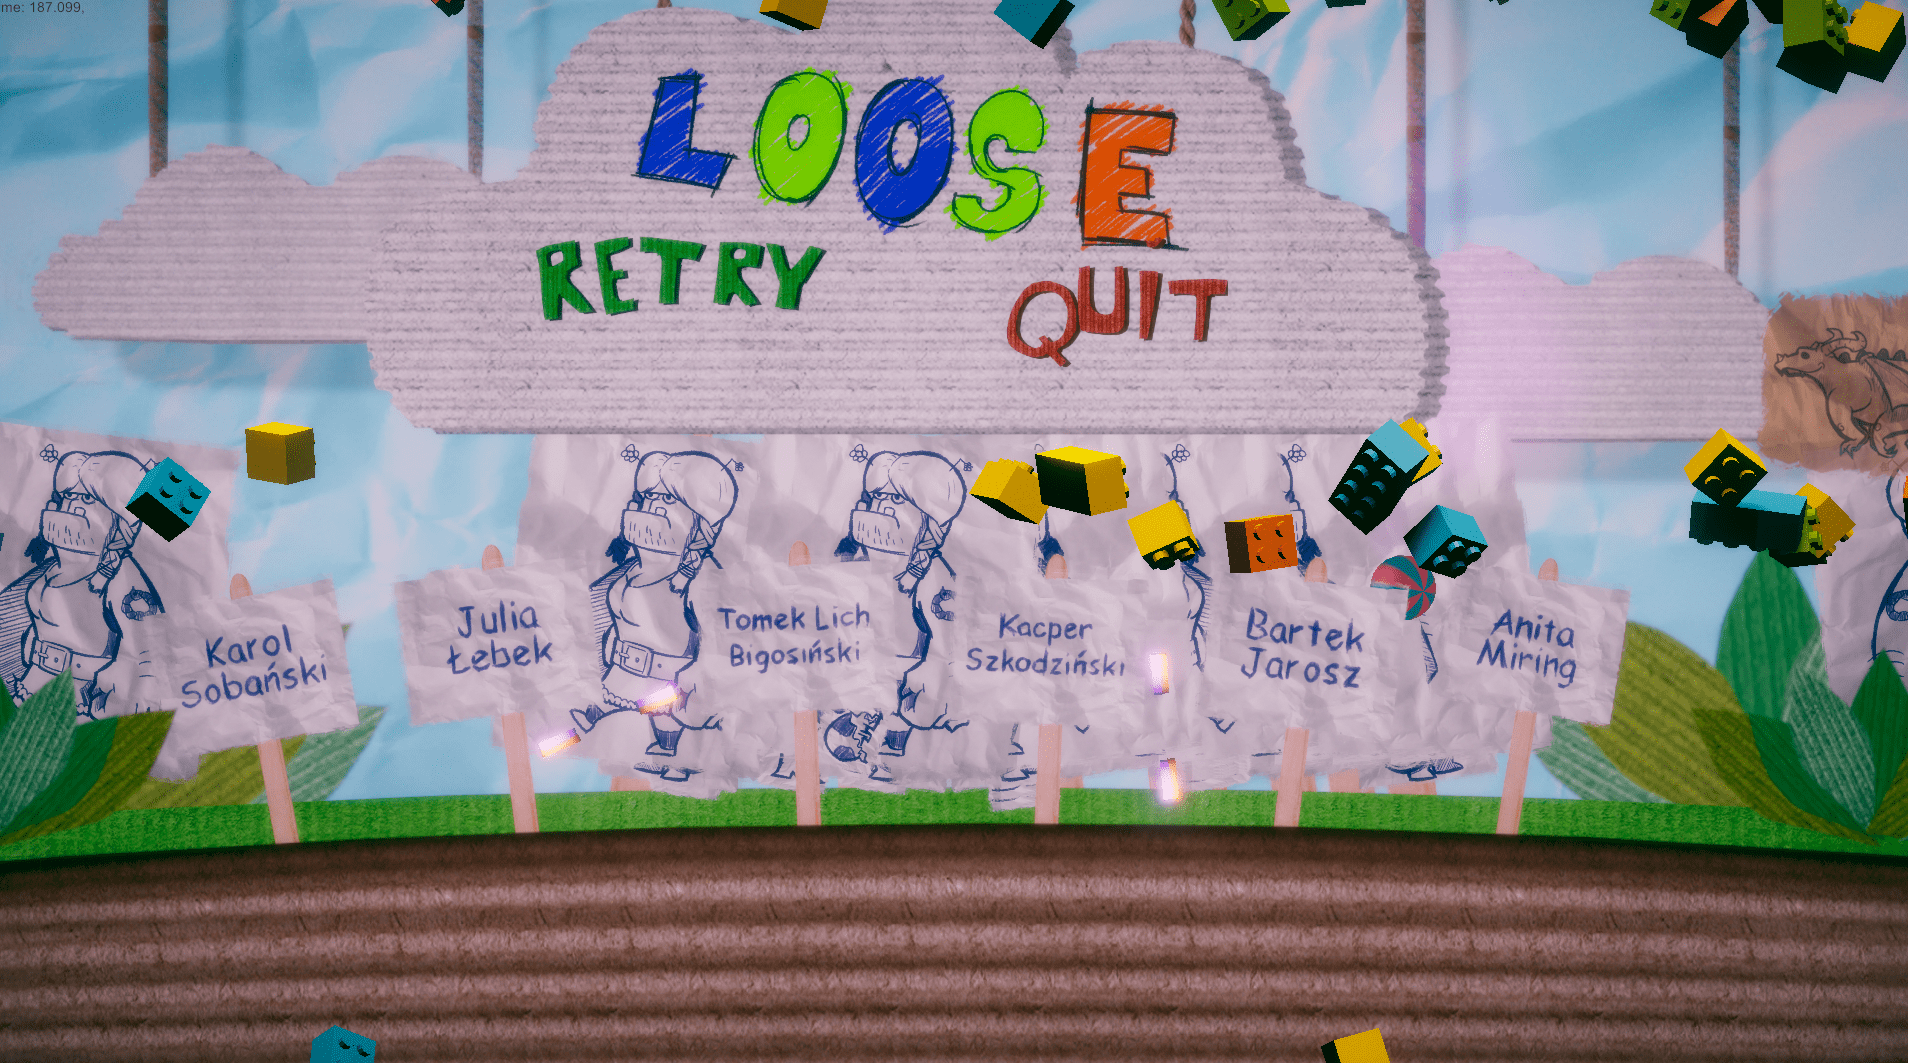 me: 187.099,
LOOSE
RETRY
QUIT
Karol
Sobański
Julia
Łebek
Tomek Lich
Bigosiński
Kacper
Szkodziński
Bartek
Jarosz
Anita
Miring